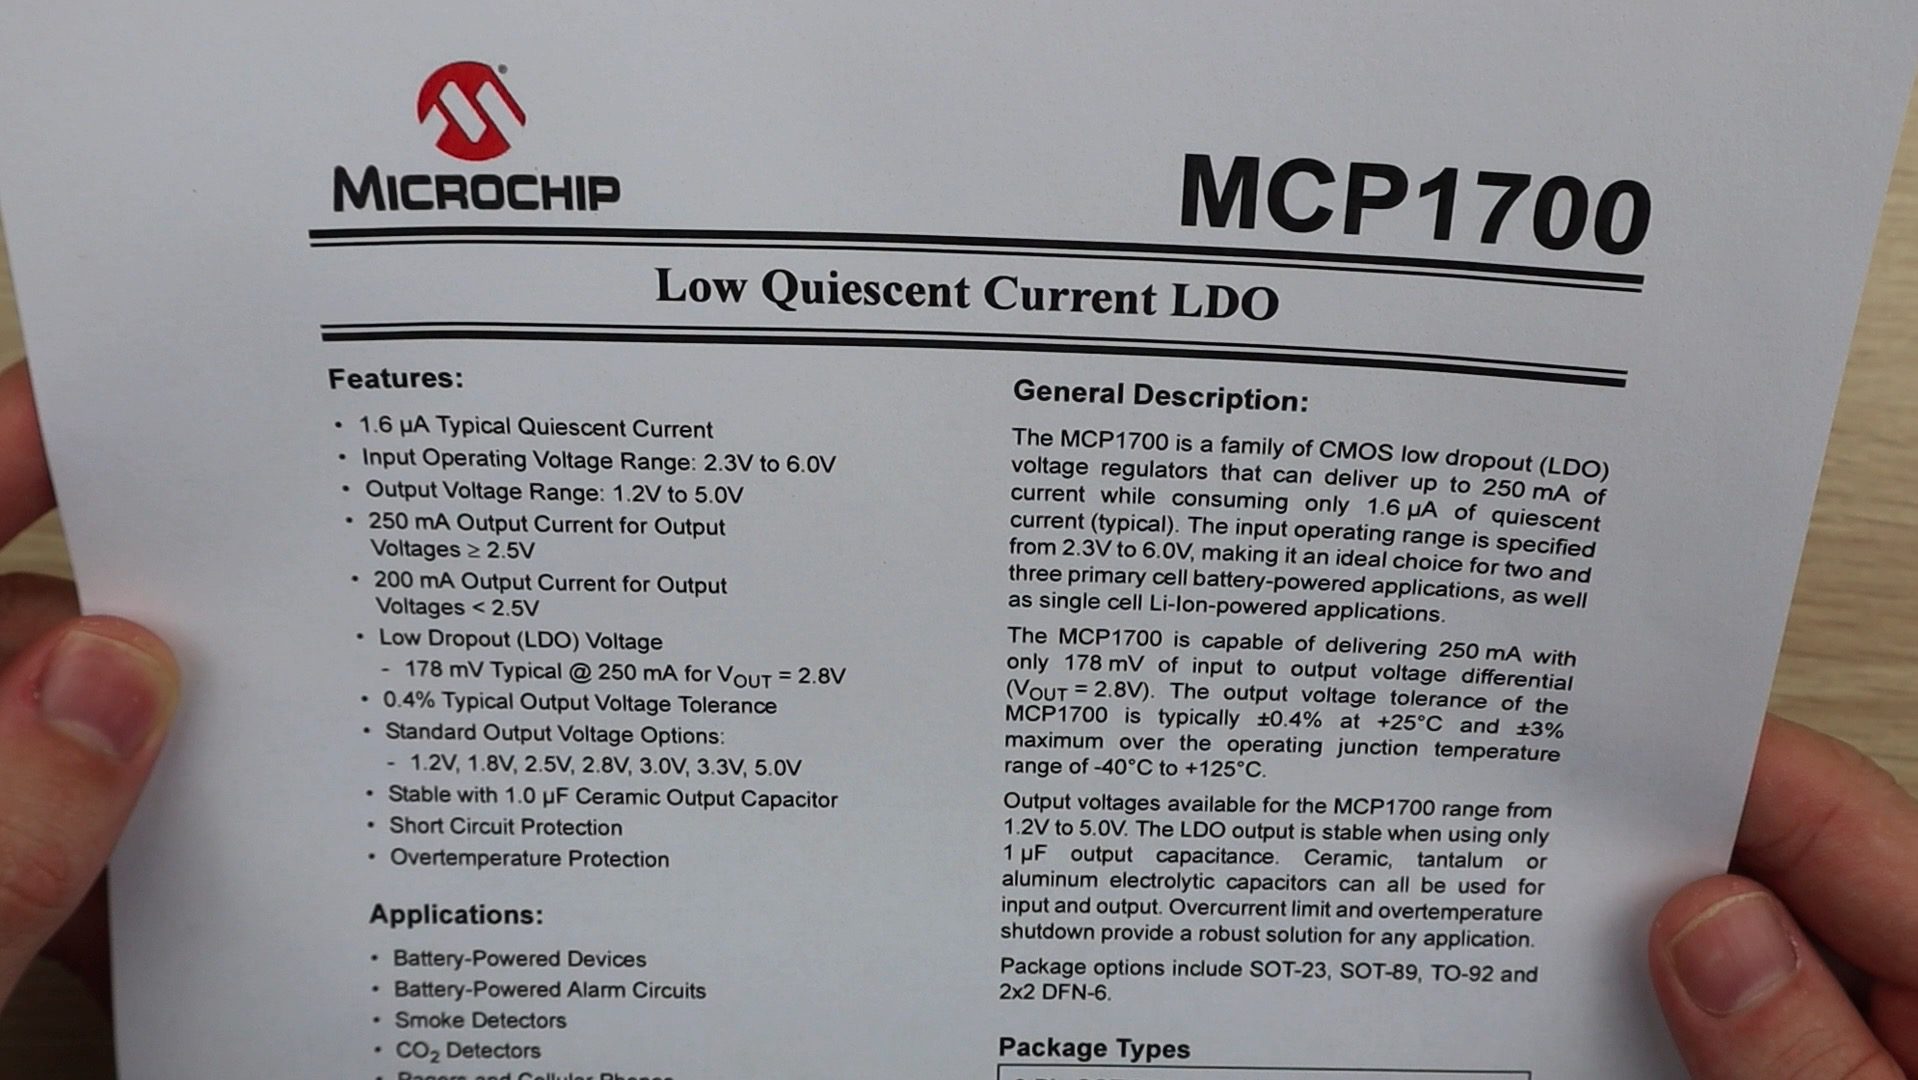 MICROCHIP
MCP1700
Low Quiescent Current LDO
Features:
• 1.6 µA Typical Quiescent Current
• Input Operating Voltage Range: 2.3V to 6.0V
• Output Voltage Range: 1.2V to 5.0V
• 250 mA Output Current for Output
Voltages ≥ 2.5V
• 200 mA Output Current for Output
Voltages < 2.5V
• Low Dropout (LDO) Voltage
- 178 mV Typical @ 250 mA for VOUT = 2.8V
• 0.4% Typical Output Voltage Tolerance
• Standard Output Voltage Options:
- 1.2V, 1.8V, 2.5V, 2.8V, 3.0V, 3.3V, 5.0V
• Stable with 1.0 µF Ceramic Output Capacitor
• Short Circuit Protection
• Overtemperature Protection
Applications:
• Battery-Powered Devices
• Battery-Powered Alarm Circuits
• Smoke Detectors
• CO2 Detectors
• Pagers and Cellular Phones
General Description:
The MCP1700 is a family of CMOS low dropout (LDO)
voltage regulators that can deliver up to 250 mA of
current while consuming only 1.6 µA of quiescent
current (typical). The input operating range is specified
from 2.3V to 6.0V, making it an ideal choice for two and
three primary cell battery-powered applications, as well
as single cell Li-Ion-powered applications.
The MCP1700 is capable of delivering 250 mA with
only 178 mV of input to output voltage differential
(VOUT = 2.8V). The output voltage tolerance of the
MCP1700 is typically ±0.4% at +25°C and ±3%
maximum over the operating junction temperature
range of -40°C to +125°C.
Output voltages available for the MCP1700 range from
1.2V to 5.0V. The LDO output is stable when using only
1 µF output capacitance. Ceramic, tantalum or
aluminum electrolytic capacitors can all be used for
input and output. Overcurrent limit and overtemperature
shutdown provide a robust solution for any application.
Package options include SOT-23, SOT-89, TO-92 and
2x2 DFN-6.
Package Types